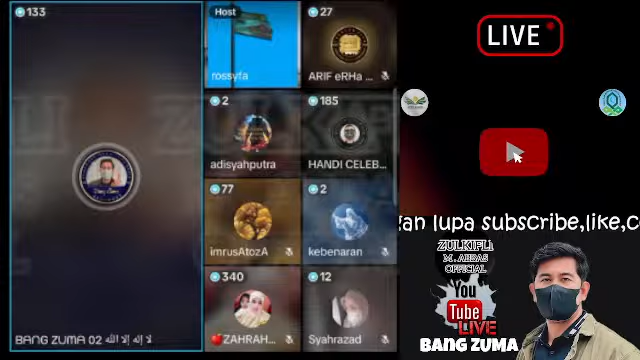 133
Host
rossyfa
27
ARIF eRHa ...
2
adisyahputra
185
HANDI CELEB...
77
imrusAtozA
2
kebenaran
340
ZAHRAH...
12
Syahrazad
BANG ZUMA 02 لا إله إلا الله
LIVE
gan lupa subscribe,like,c
ZULKIFLI
M. ABBAS
OFFICIAL
You
Tube
LIVE
BANG ZUMA